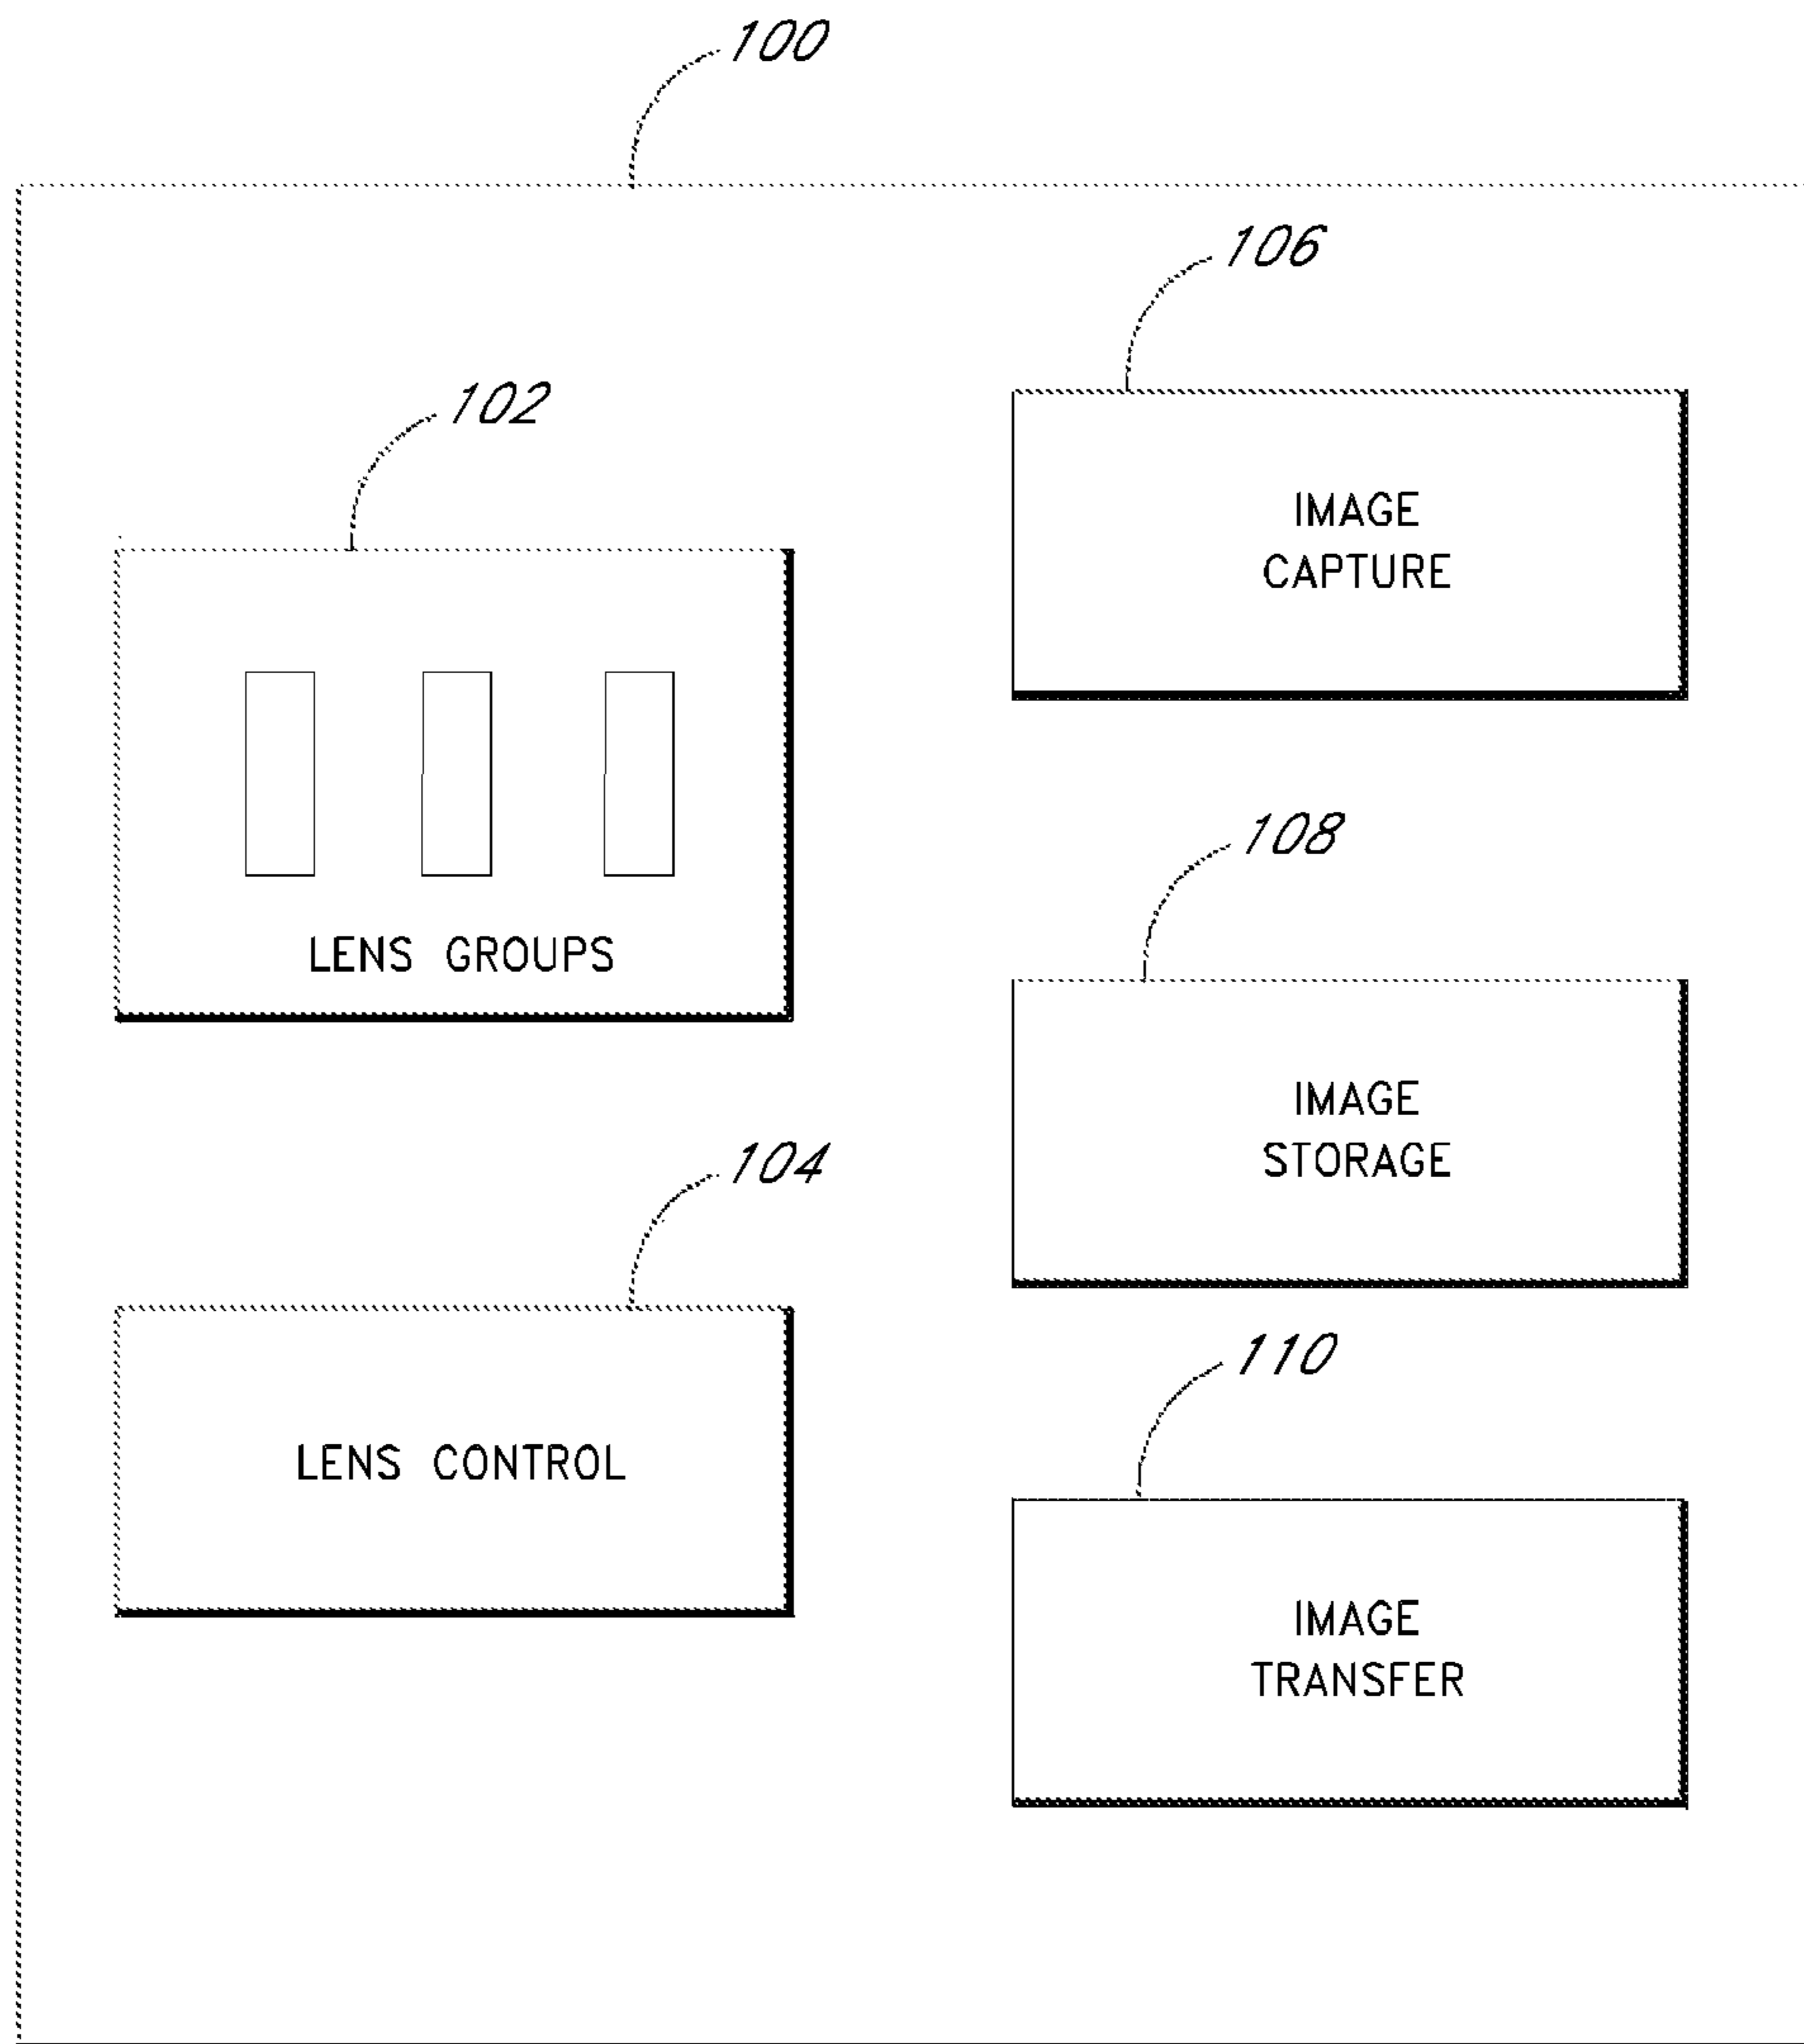 100
102
LENS GROUPS
104
LENS CONTROL
106
IMAGE
CAPTURE
108
IMAGE
STORAGE
110
IMAGE
TRANSFER